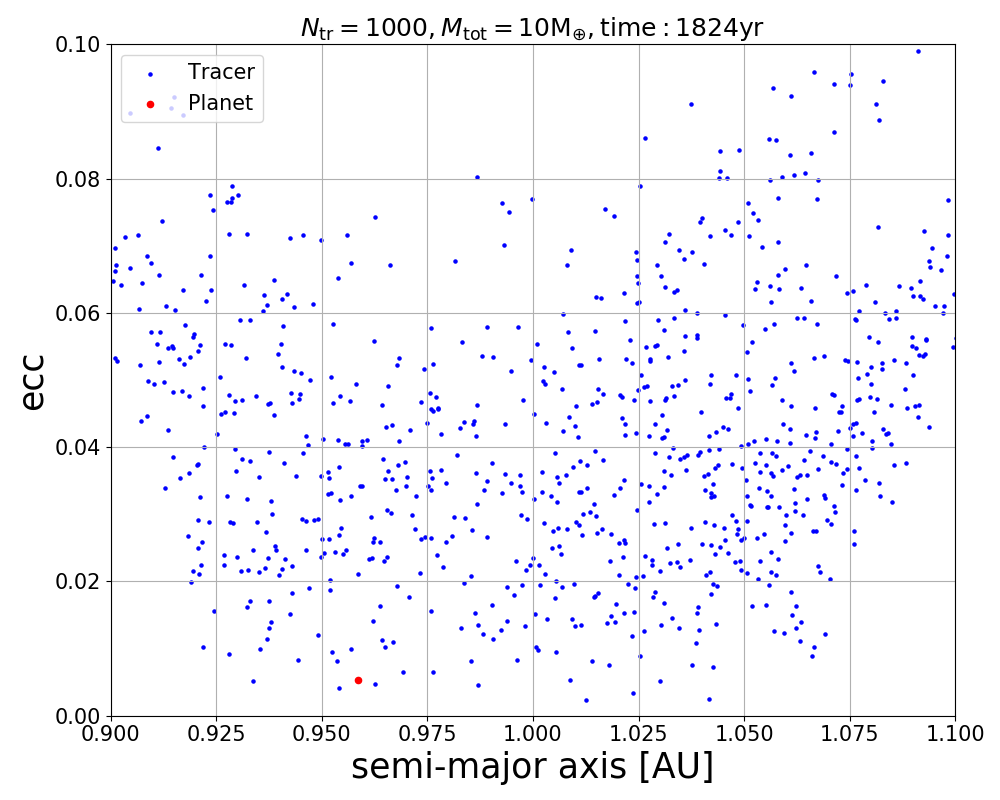 N_tr = 1000, M_tot = 10M_⊕, time : 1824yr
Tracer
Planet
ecc
0.10
0.08
0.06
0.04
0.02
0.00
0.900 0.925 0.950 0.975 1.000 1.025 1.050 1.075 1.100
semi-major axis [AU]